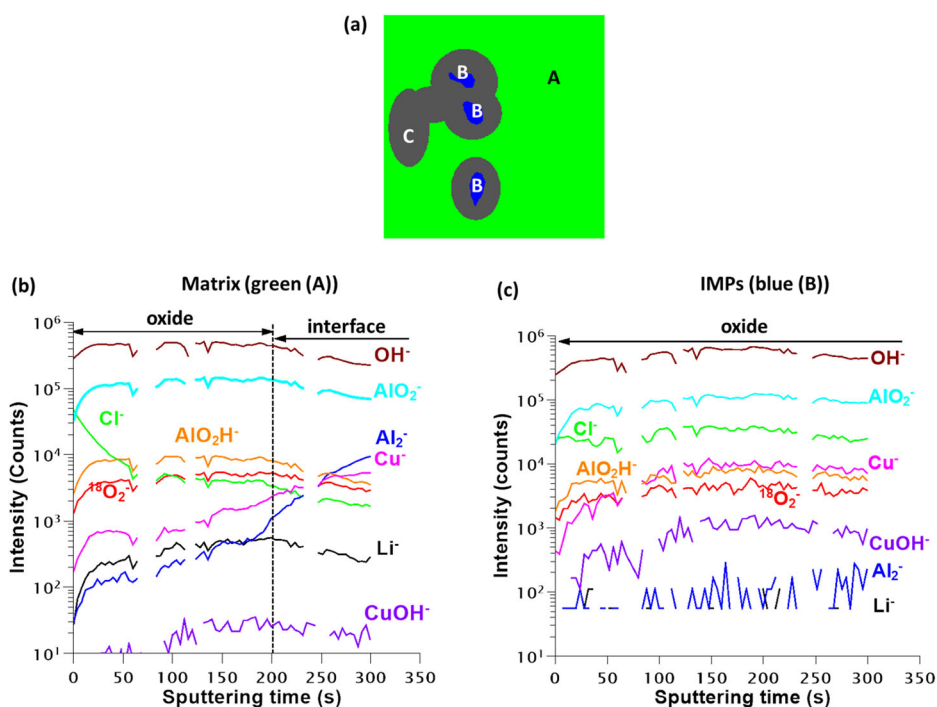 (a)
B
A
B
C
B
(b)
Matrix (green (A))
oxide
interface
10⁶
10⁵
10⁴
10³
10²
10¹
Intensity (Counts)
OH⁻
AlO₂⁻
Cl⁻
AlO₂H⁻
Al₂⁻
Cu⁻
¹⁸O₂⁻
Li⁻
CuOH⁻
0 50 100 150 200 250 300 350
Sputtering time (s)
(c)
IMPs (blue (B))
oxide
10⁶
10⁵
10⁴
10³
10²
10¹
Intensity (counts)
OH⁻
AlO₂⁻
Cl⁻
Cu⁻
AlO₂H⁻
¹⁸O₂⁻
CuOH⁻
Al₂⁻
Li⁻
0 50 100 150 200 250 300 350
Sputtering time (s)